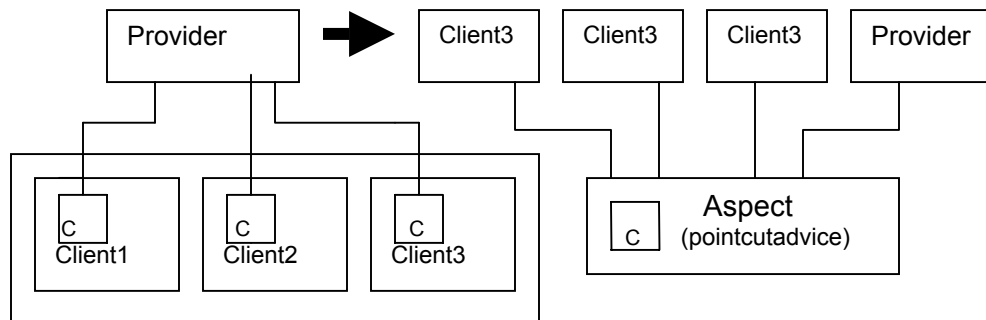 Provider
Client3
Client3
Client3
Provider
C
Client1
C
Client2
C
Client3
C
Aspect
(pointcutadvice)